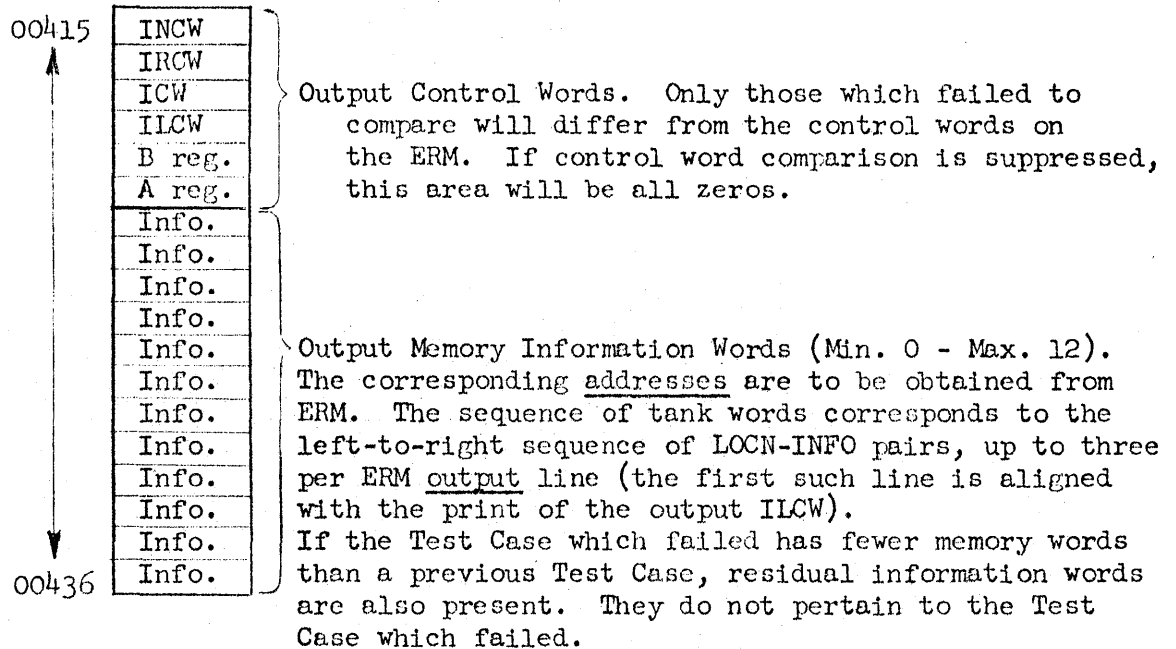 00415 INCW
IRCW
ICW Output Control Words. Only those which failed to
ILCW compare will differ from the control words on
B reg. the ERM. If control word comparison is suppressed,
A reg. this area will be all zeros.
Info.
Info.
Info.
Info.
Info. Output Memory Information Words (Min. 0 - Max. 12).
Info. The corresponding addresses are to be obtained from
Info. ERM. The sequence of tank words corresponds to the
Info. left-to-right sequence of LOCN-INFO pairs, up to three
Info. per ERM output line (the first such line is aligned
Info. with the print of the output ILCW).
Info. If the Test Case which failed has fewer memory words
00436 Info. than a previous Test Case, residual information words
are also present. They do not pertain to the Test
Case which failed.